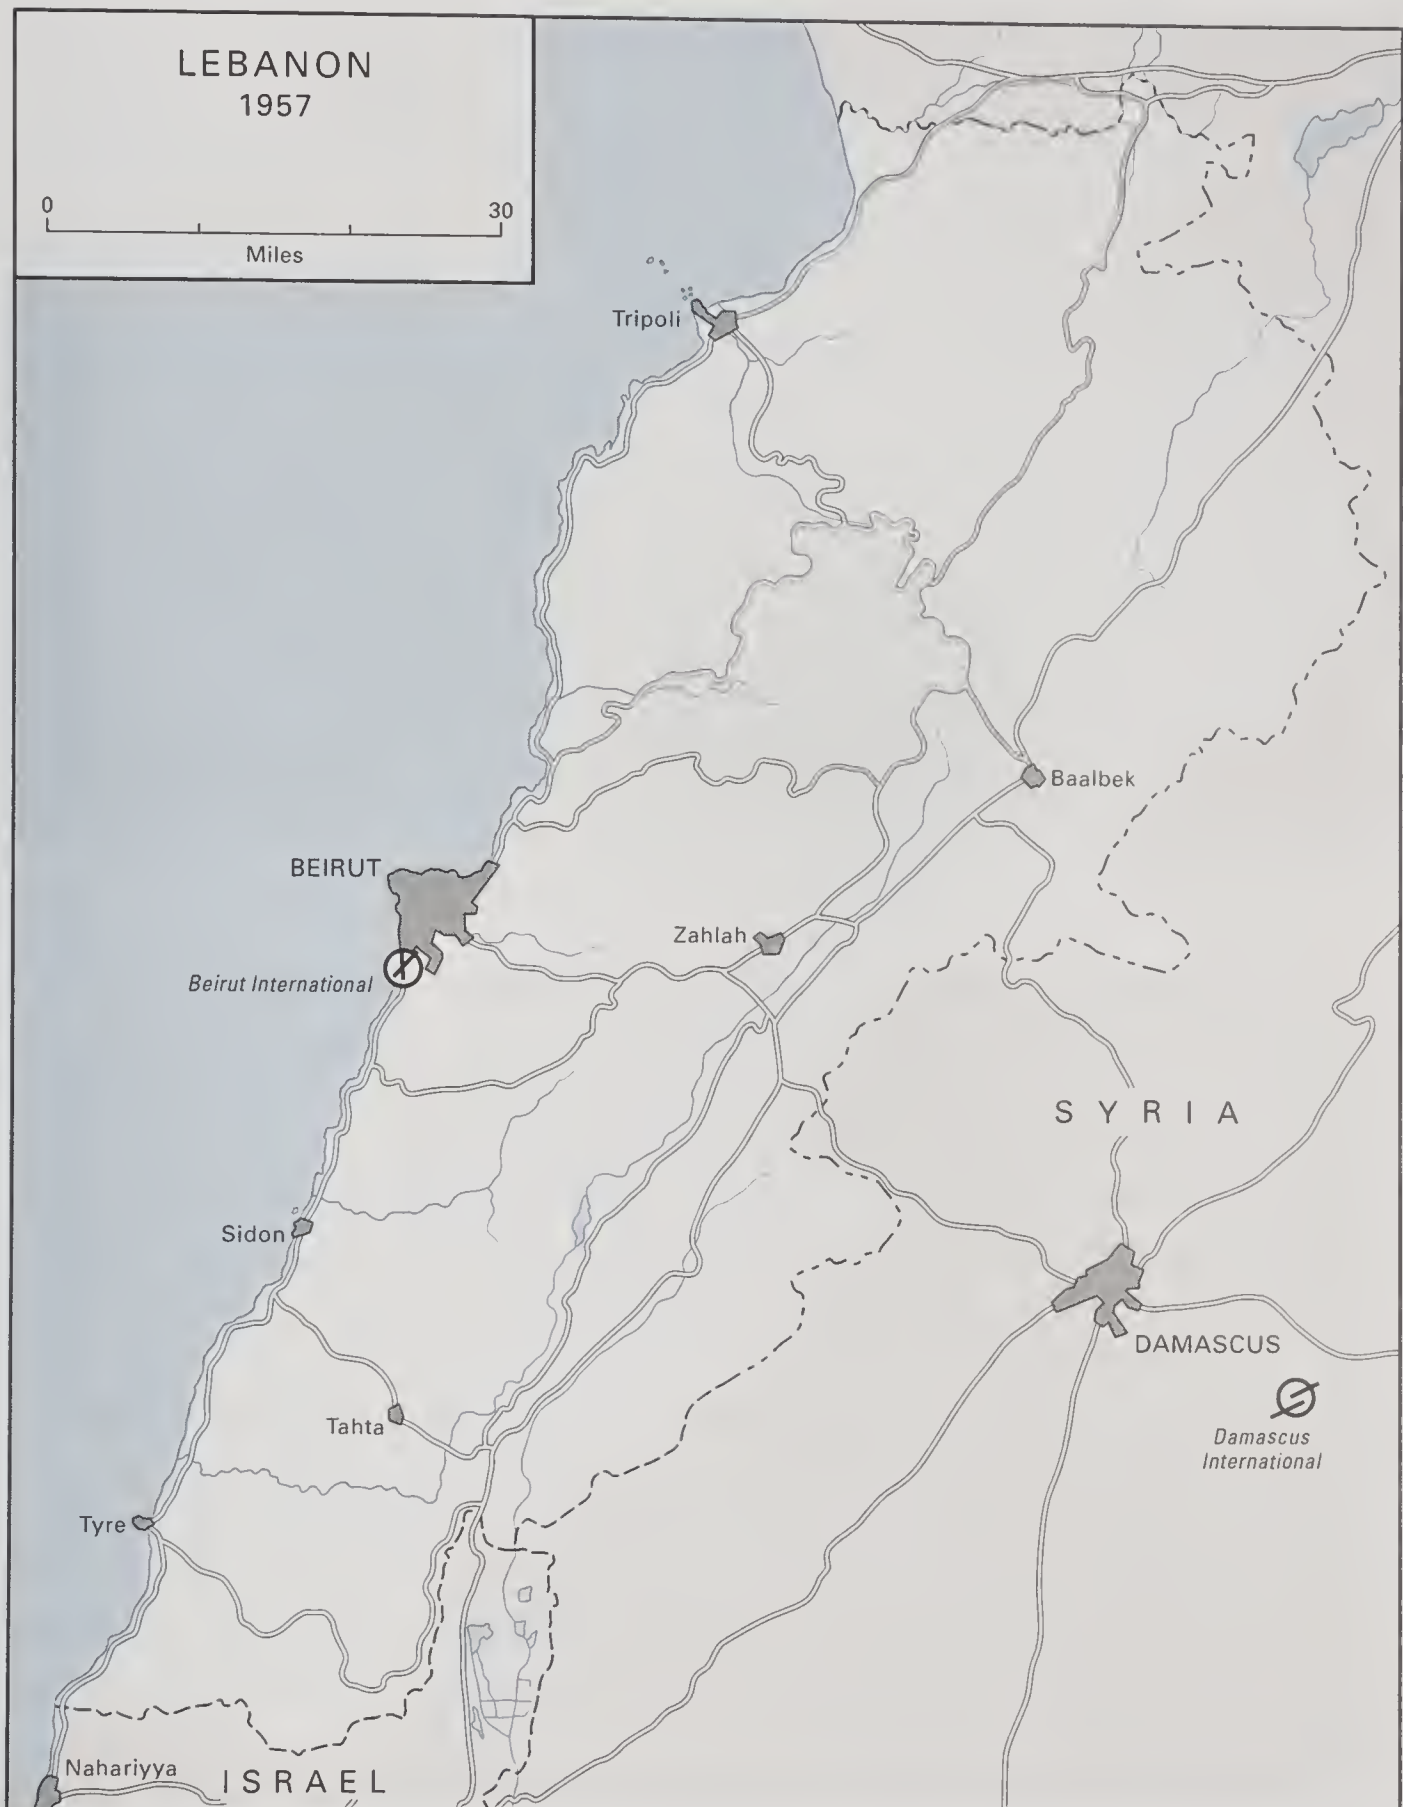 LEBANON
1957
0 30
Miles
Tripoli
Baalbek
BEIRUT
Zahlah
Beirut International
SYRIA
Sidon
DAMASCUS
Tahta
Damascus
International
Tyre
Nahariyya
ISRAEL